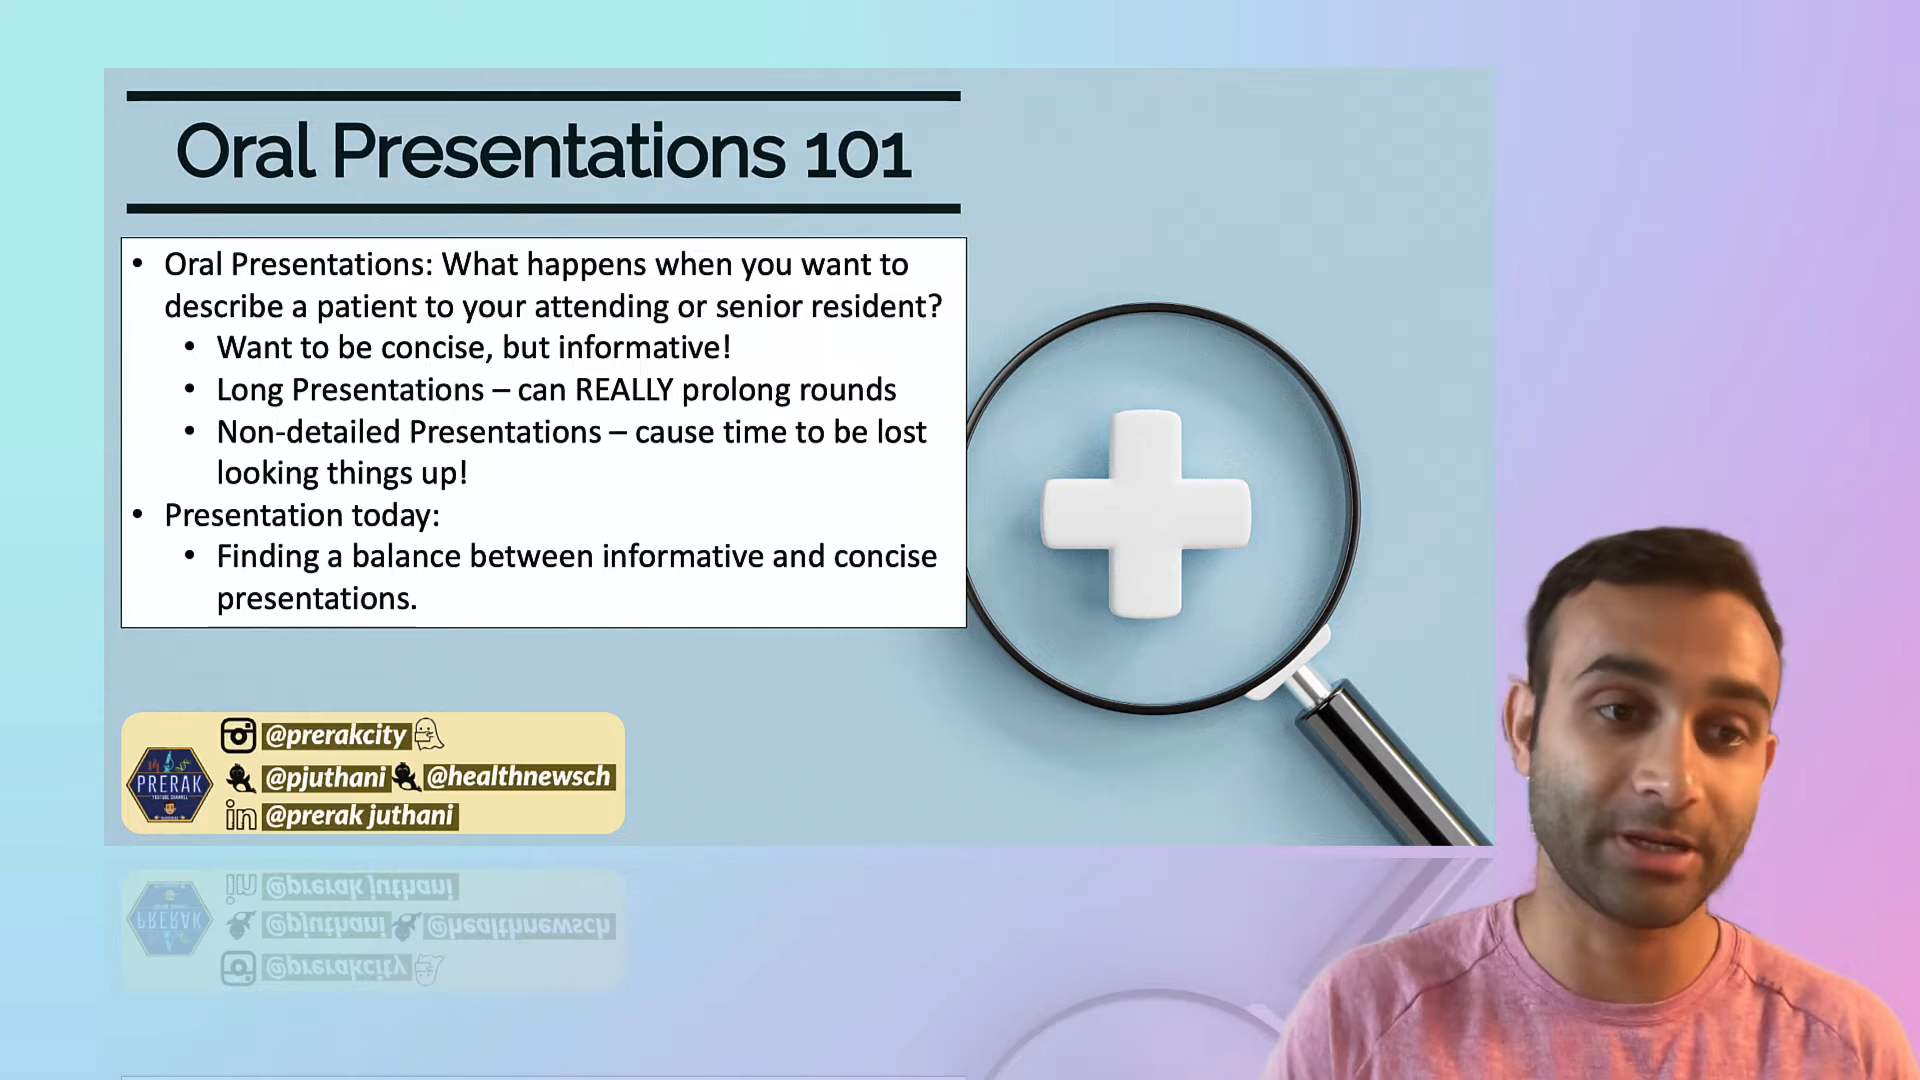 Oral Presentations 101
• Oral Presentations: What happens when you want to
describe a patient to your attending or senior resident?
• Want to be concise, but informative!
• Long Presentations – can REALLY prolong rounds
• Non-detailed Presentations – cause time to be lost
looking things up!
• Presentation today:
• Finding a balance between informative and concise
presentations.
@prerakcity
PRERAK
@pjuthani @healthnewsch
in @prerak juthani